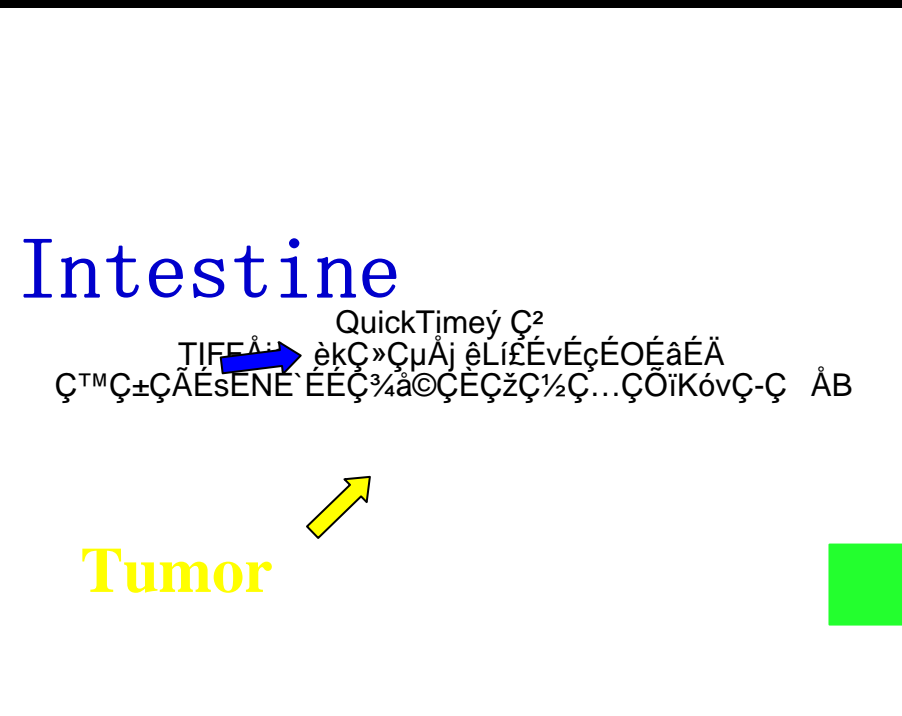 Intestine
QuickTimeý Ç²
èkÇ»ÇµÅj êLí£ÉvÉçÉOÉâÉÄ
Ç™Ç±ÇÃÉsÉNÉ`ÉÉÇ¾å©ÇÈÇžÇ½Ç…ÇÕïKóvÇ-Ç ÅB
Tumor